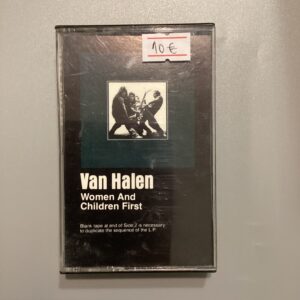 10 €
Van Halen
Women And
Children First
Blank tape at end of Side 2 is necessary
to duplicate the sequence of the L.P.